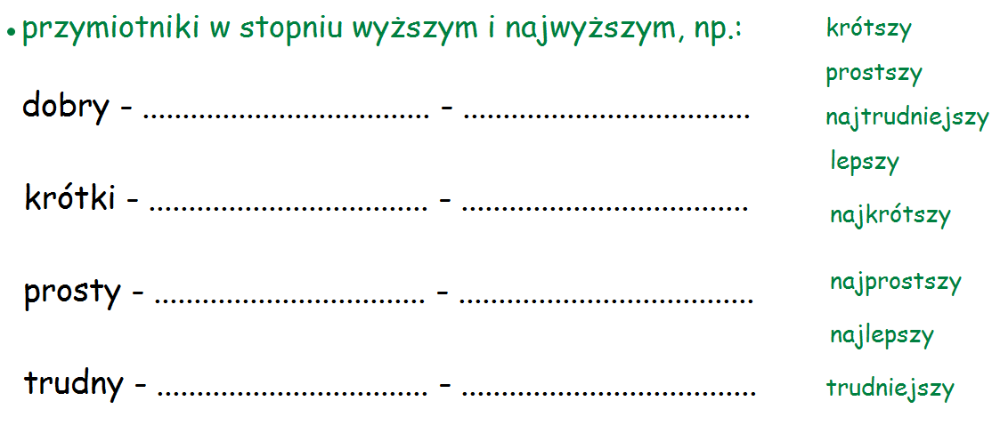 • przymiotniki w stopniu wyższym i najwyższym, np.:
dobry - .................................... - ....................................
krótki - ................................... - ....................................
prosty - .................................. - .....................................
trudny - .................................. - .....................................
krótszy
prostszy
najtrudniejszy
lepszy
najkrótszy
najprostszy
najlepszy
trudniejszy